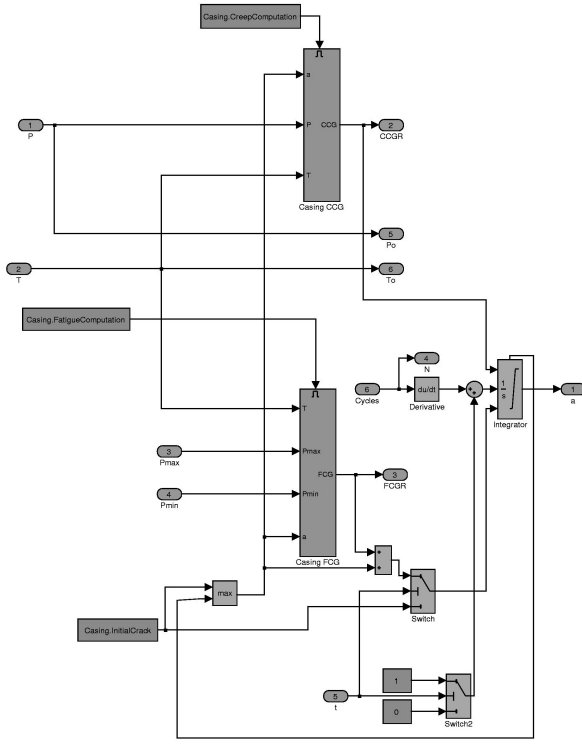 Casing.CreepComputation
a
1
P
P
CCG
2
CCGR
T
Casing CCG
5
Po
2
T
6
To
Casing.FatigueComputation
4
N
6
Cycles
du/dt
Derivative
1
s
Integrator
1
a
T
3
Pmax
Pmax
FCG
3
FCGR
4
Pmin
Pmin
a
Casing FCG
max
Casing.InitialCrack
Switch
1
5
t
0
Switch2